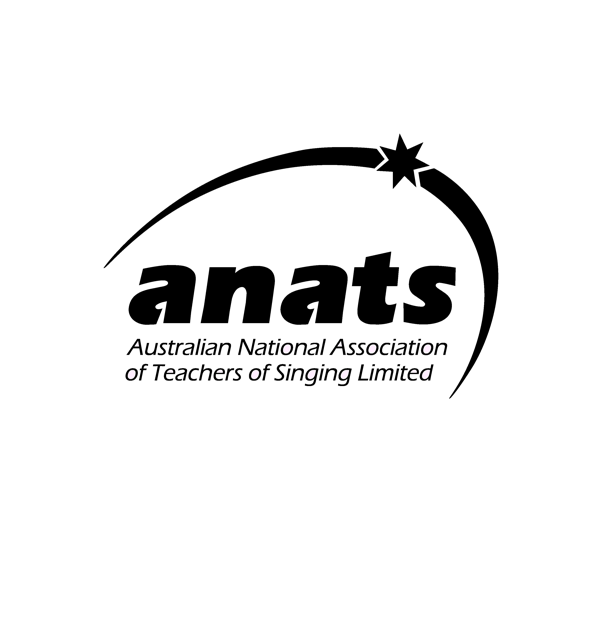 anats
Australian National Association
of Teachers of Singing Limited